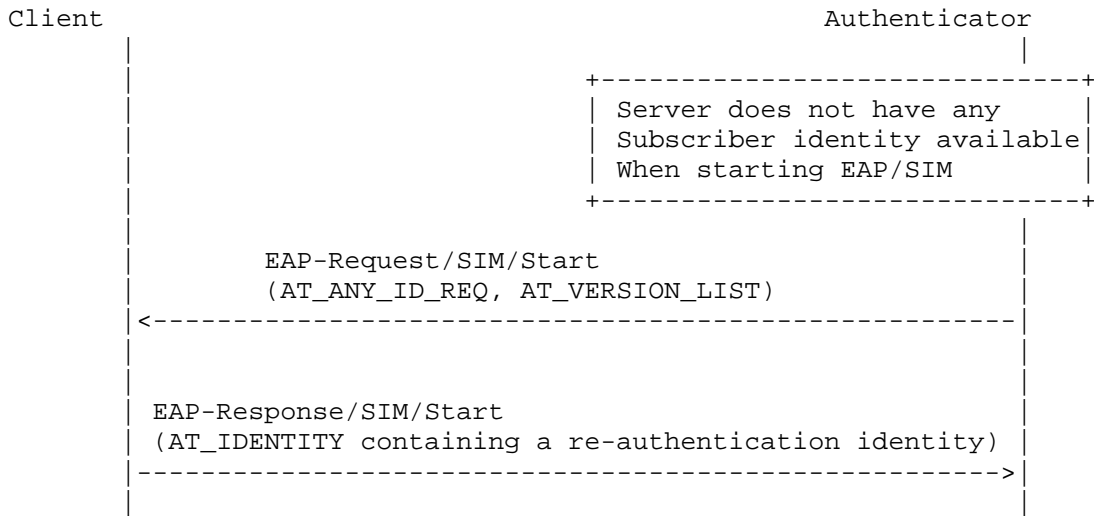 Client Authenticator
Server does not have any
Subscriber identity available
When starting EAP/SIM
EAP-Request/SIM/Start
(AT_ANY_ID_REQ, AT_VERSION_LIST)
EAP-Response/SIM/Start
(AT_IDENTITY containing a re-authentication identity)